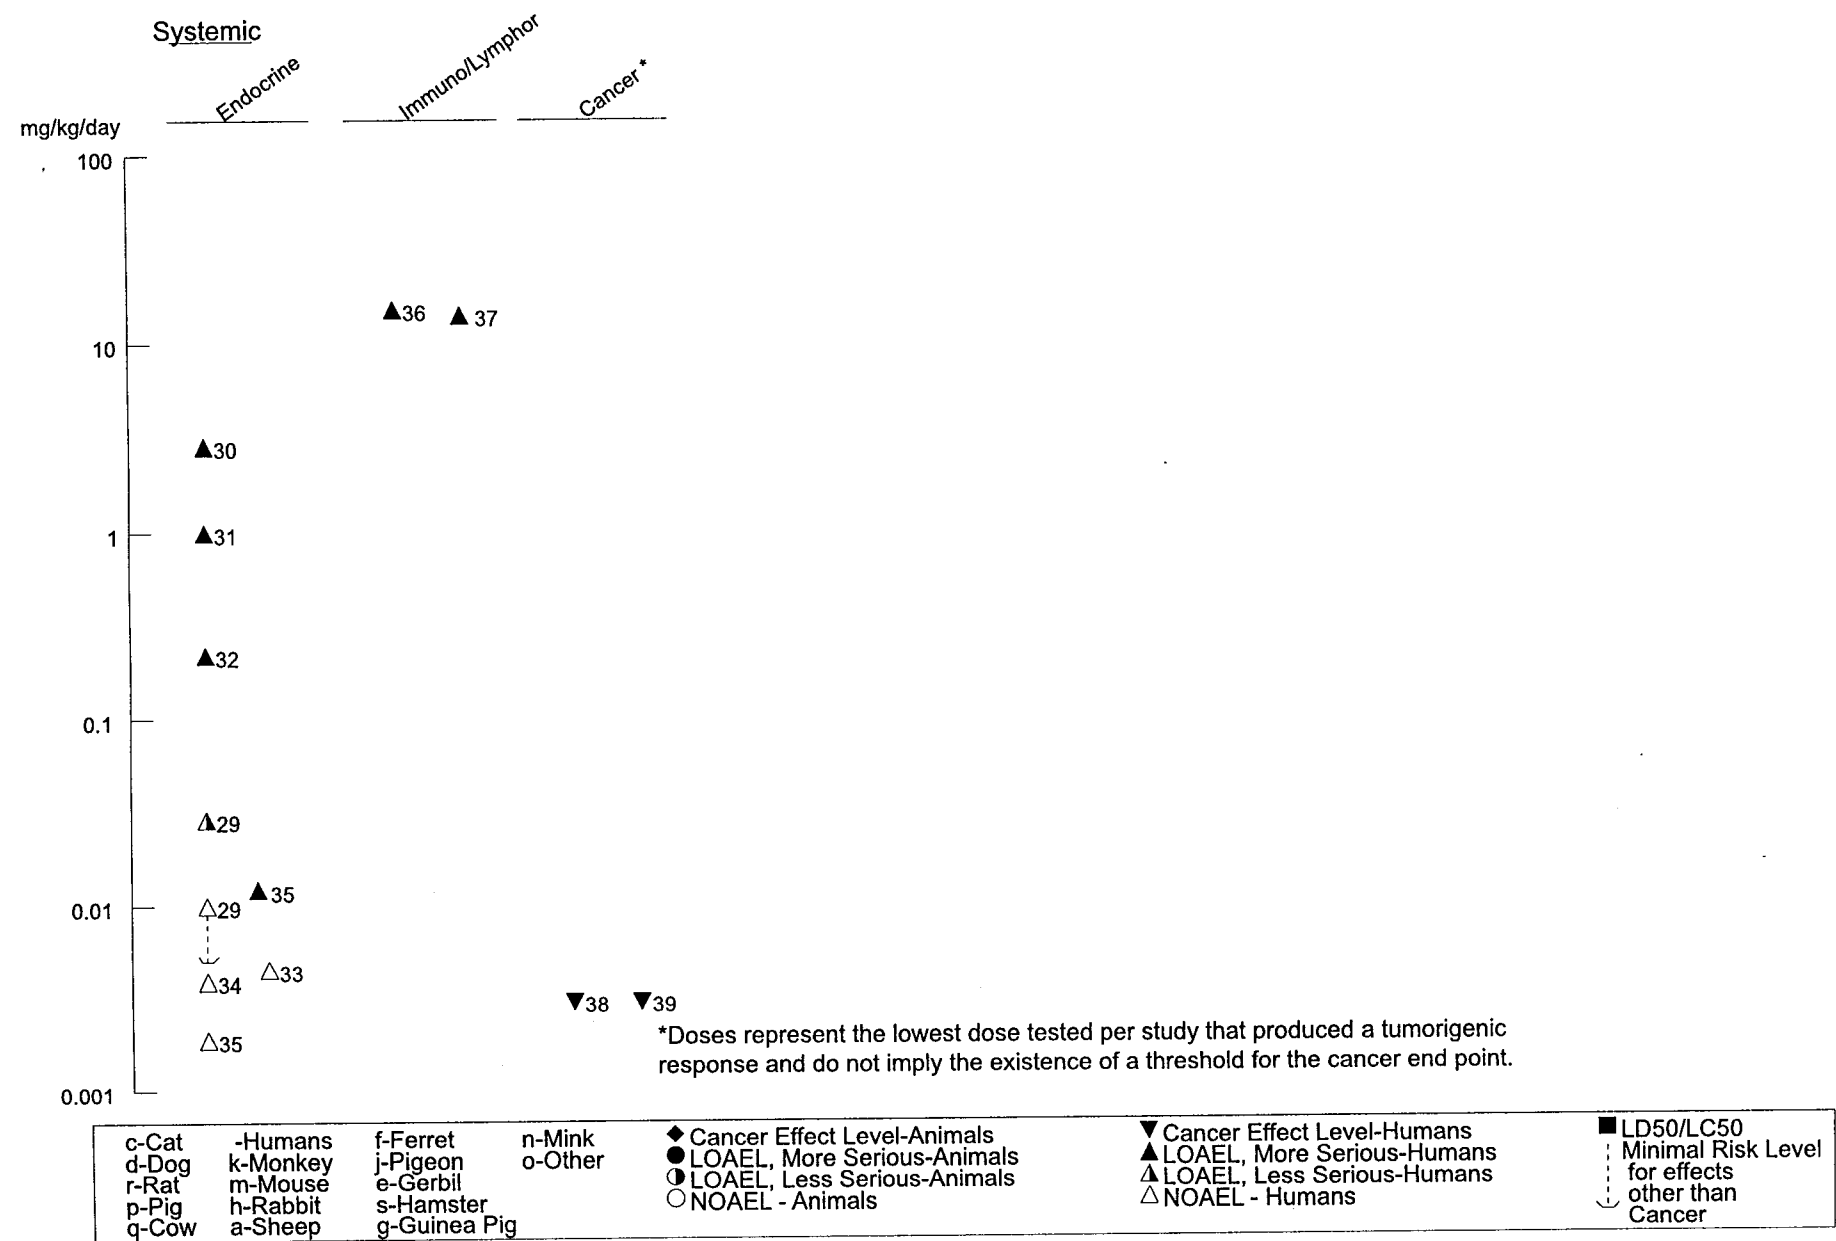 Systemic
Endocrine
Immuno/Lymphor
Cancer *
mg/kg/day
100
36
37
10
30
1
31
32
0.1
29
35
0.01
29
33
34
38
39
35
*Doses represent the lowest dose tested per study that produced a tumorigenic
response and do not imply the existence of a threshold for the cancer end point.
0.001
c-Cat -Humans f-Ferret n-Mink
d-Dog k-Monkey j-Pigeon o-Other
r-Rat m-Mouse e-Gerbil
p-Pig h-Rabbit s-Hamster
q-Cow a-Sheep g-Guinea Pig
Cancer Effect Level-Animals
LOAEL, More Serious-Animals
LOAEL, Less Serious-Animals
NOAEL - Animals
Cancer Effect Level-Humans
LOAEL, More Serious-Humans
LOAEL, Less Serious-Humans
NOAEL - Humans
LD50/LC50
Minimal Risk Level
for effects
other than
Cancer